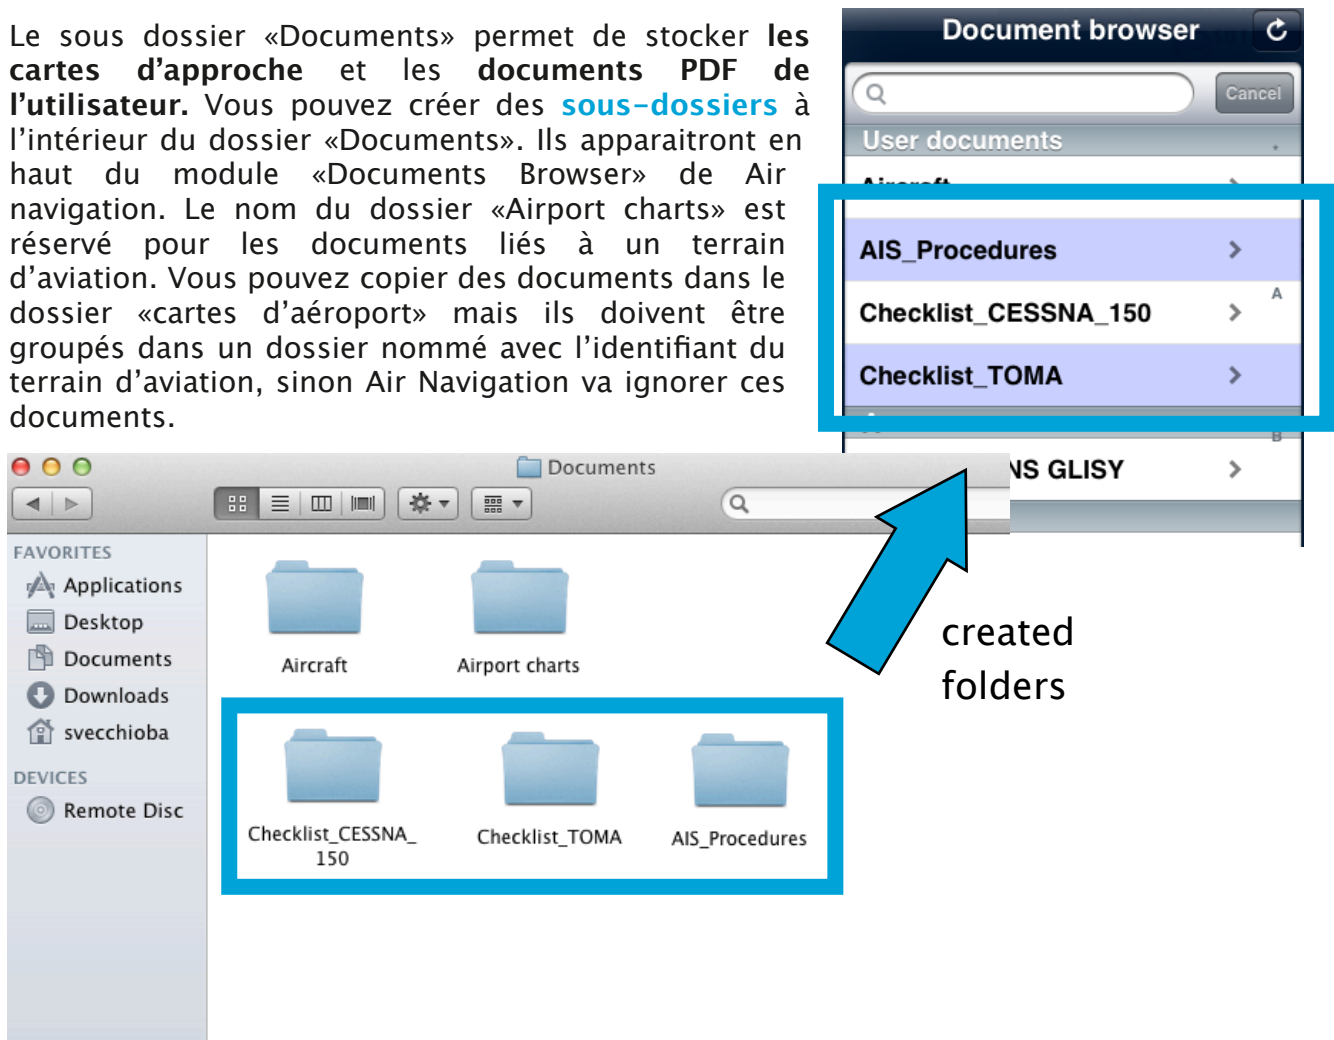 Le sous dossier «Documents» permet de stocker les
cartes d’approche et les documents PDF de
l’utilisateur. Vous pouvez créer des sous-dossiers à
l’intérieur du dossier «Documents». Ils apparaitront en
haut du module «Documents Browser» de Air
navigation. Le nom du dossier «Airport charts» est
réservé pour les documents liés à un terrain
d’aviation. Vous pouvez copier des documents dans le
dossier «cartes d’aéroport» mais ils doivent être
groupés dans un dossier nommé avec l’identifiant du
terrain d’aviation, sinon Air Navigation va ignorer ces
documents.
Document browser
Cancel
User documents
Aircraft
AIS_Procedures
A
Checklist_CESSNA_150
Checklist_TOMA
B
NS GLISY
Documents
FAVORITES
Applications
Desktop
Documents
Downloads
svecchioba
DEVICES
Remote Disc
Aircraft
Airport charts
Checklist_CESSNA_
150
Checklist_TOMA
AIS_Procedures
created
folders